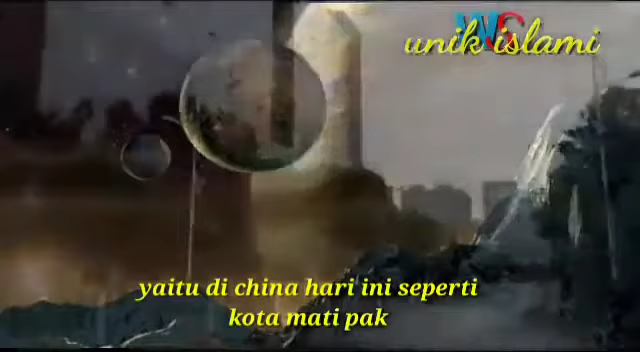 unik islami
yaitu di china hari ini seperti
kota mati pak